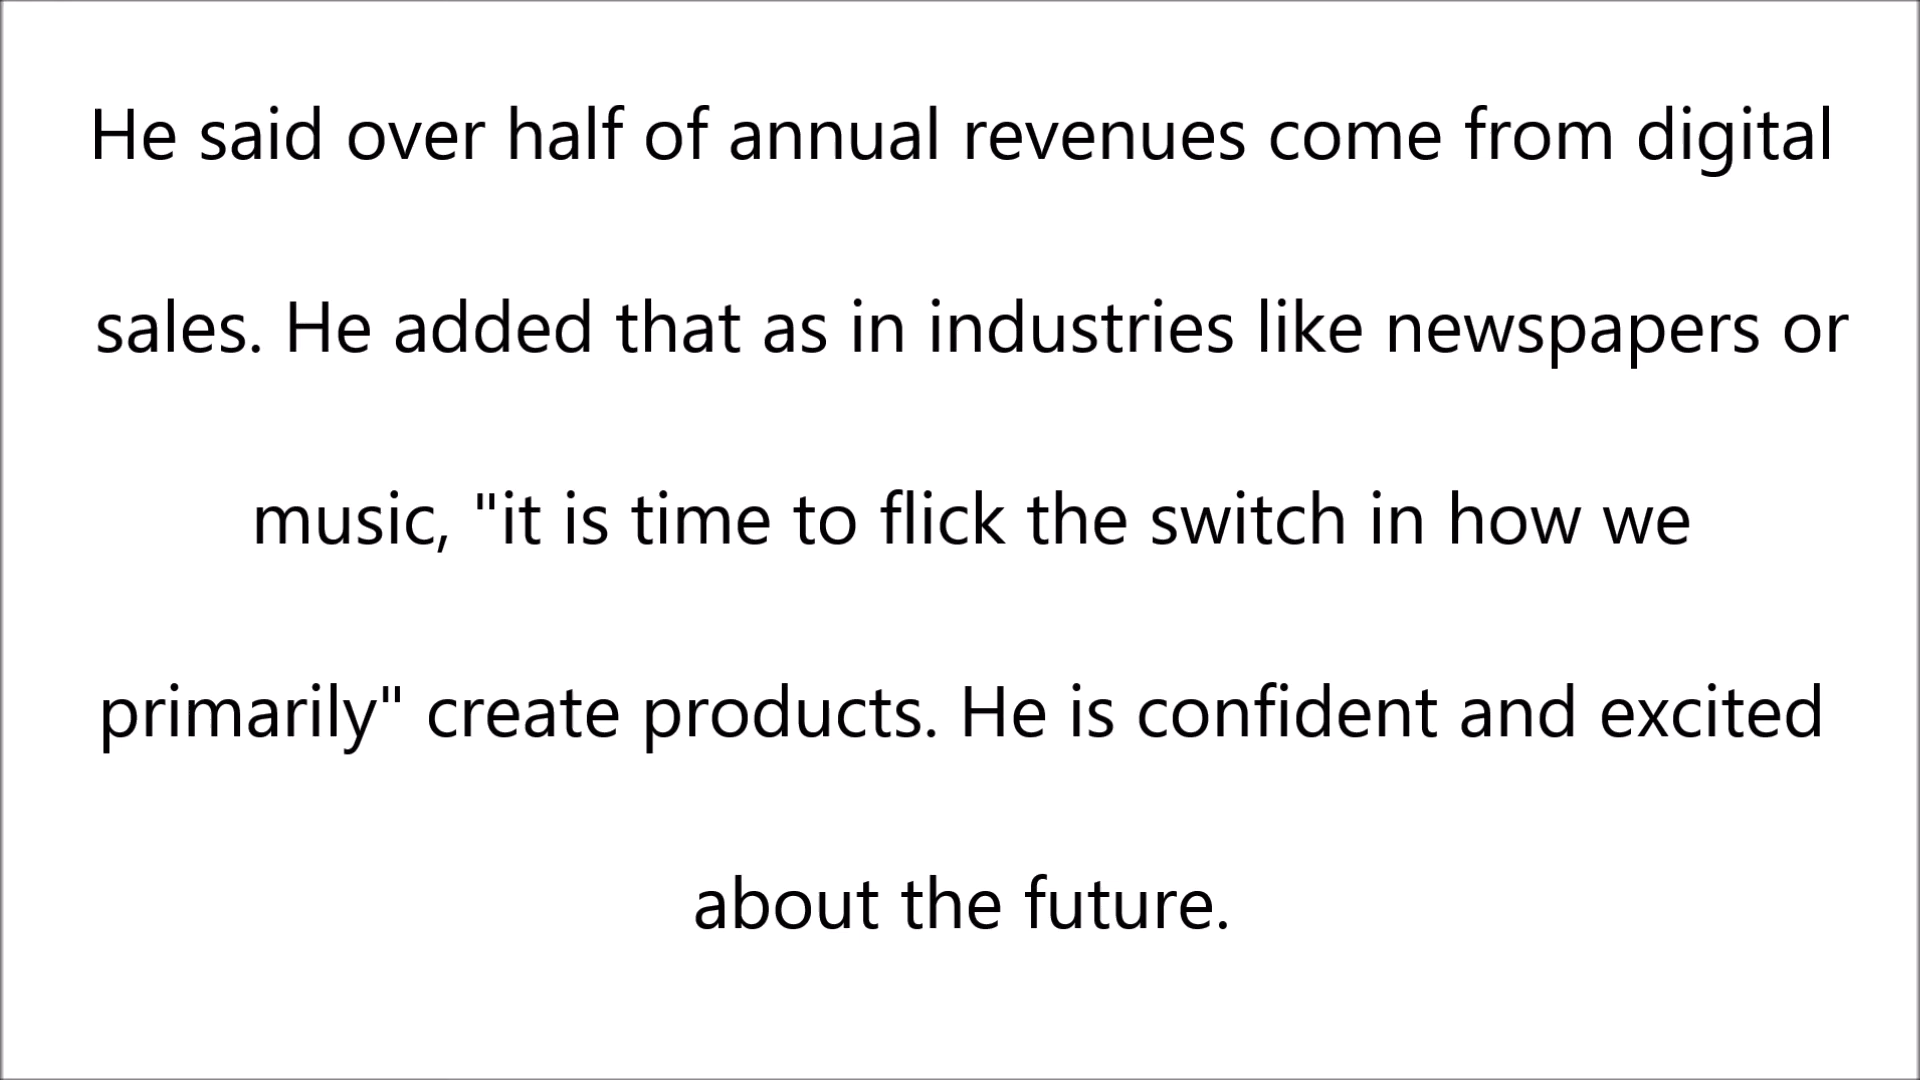 He said over half of annual revenues come from digital
sales. He added that as in industries like newspapers or
music, "it is time to flick the switch in how we
primarily" create products. He is confident and excited
about the future.